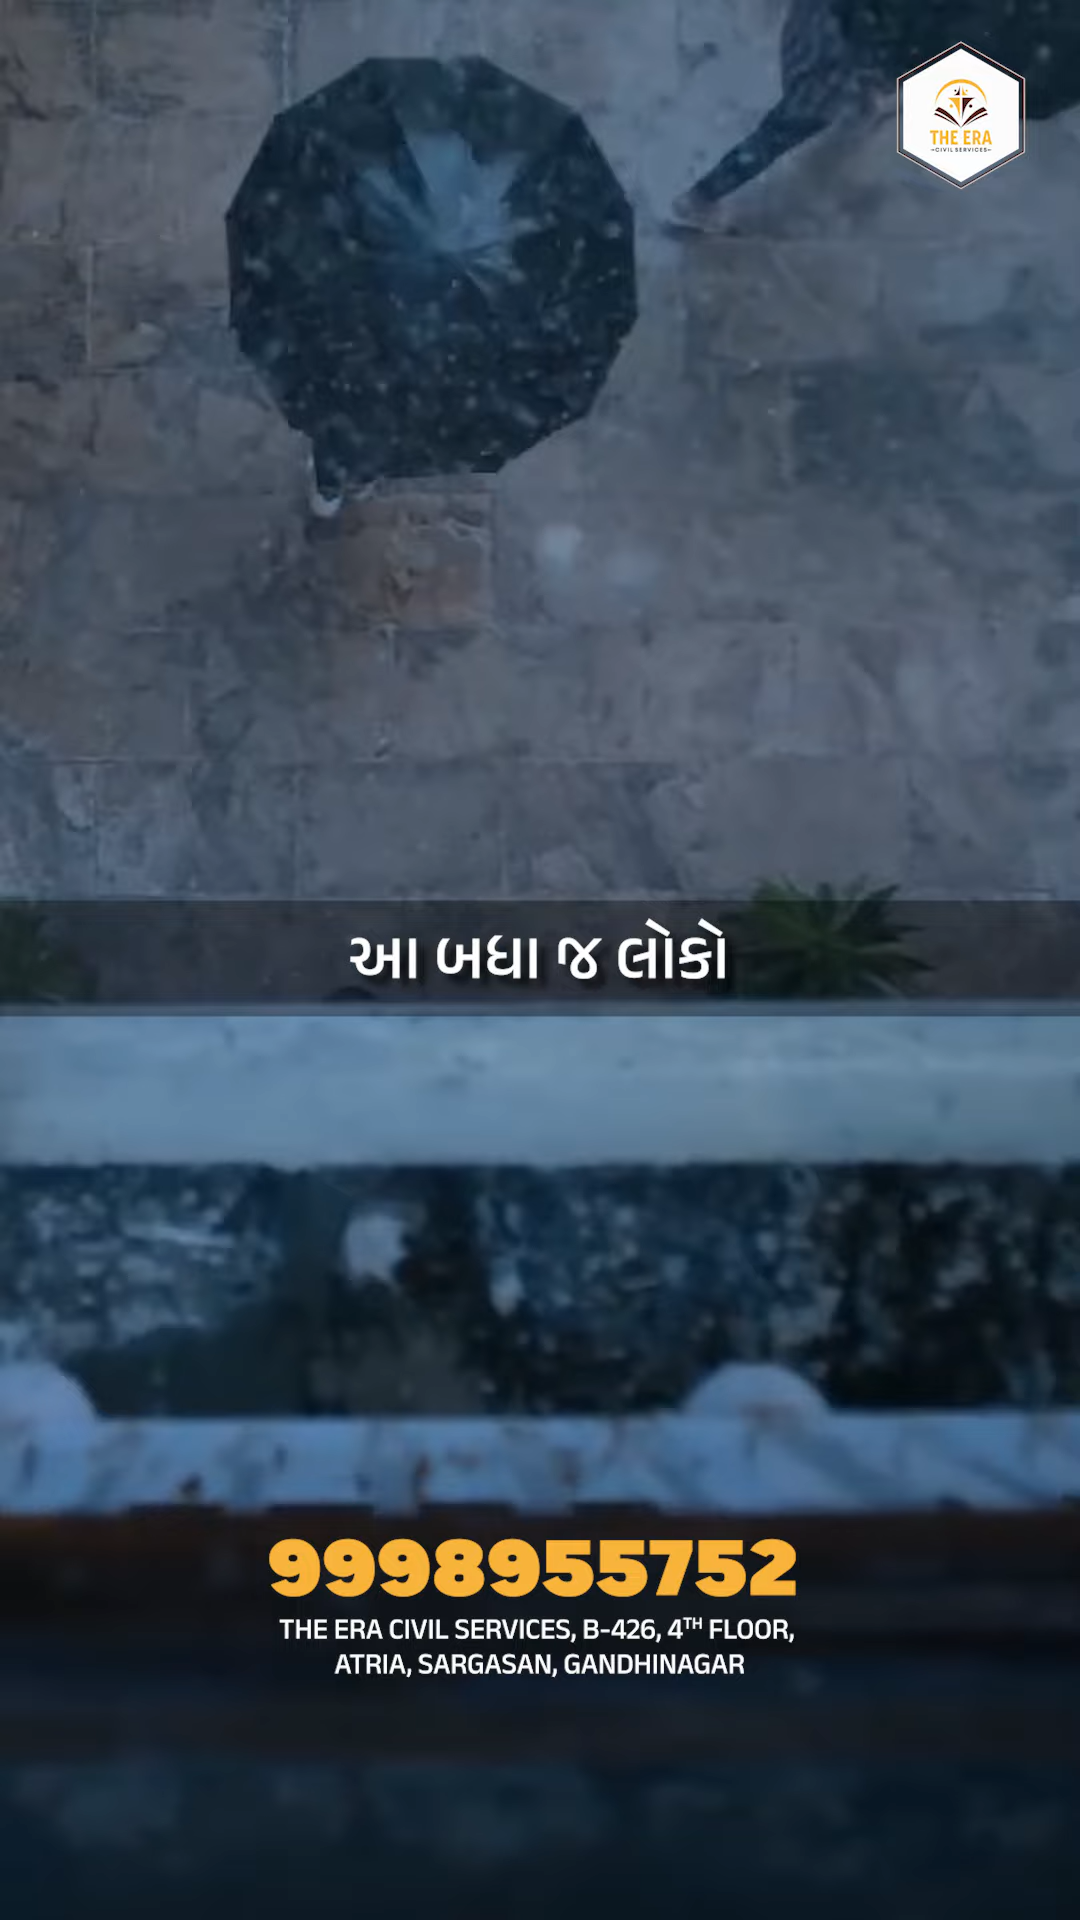 THE ERA
CIVIL SERVICES
આ બધા જ લોકો
9998955752
THE ERA CIVIL SERVICES, B-426, 4TH FLOOR,
ATRIA, SARGASAN, GANDHINAGAR